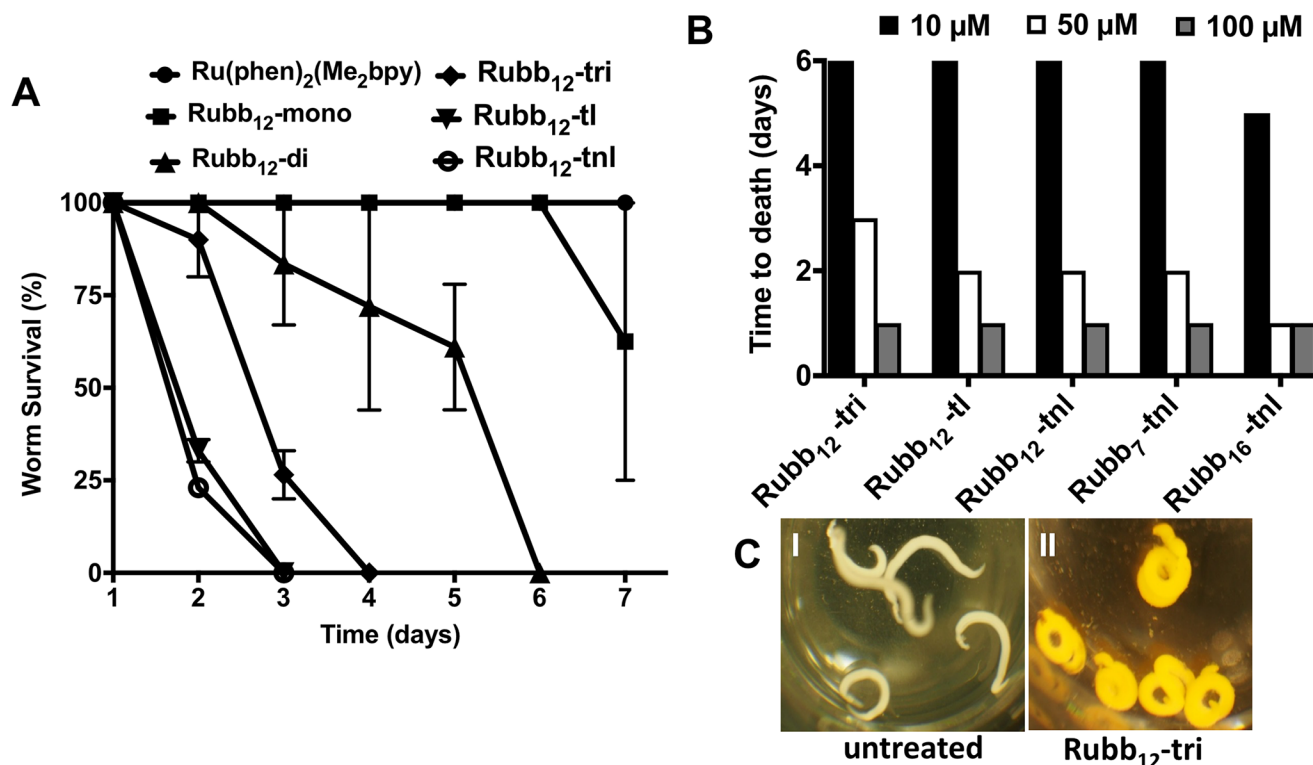 A
Ru(phen)₂(Me₂bpy)
Rubb₁₂-mono
Rubb₁₂-di
Rubb₁₂-tri
Rubb₁₂-tl
Rubb₁₂-tnl
Worm Survival (%)
100
75
50
25
0
1 2 3 4 5 6 7
Time (days)
B
10 µM 50 µM 100 µM
Time to death (days)
6
4
2
0
Rubb₁₂-tri
Rubb₁₂-tl
Rubb₁₂-tnl
Rubb₇-tnl
Rubb₁₆-tnl
C
I II
untreated Rubb₁₂-tri